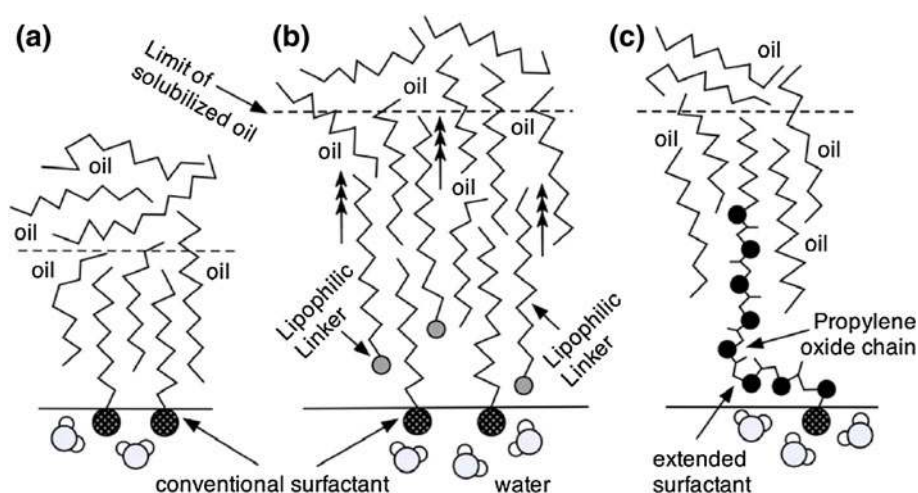 (a)
(b)
(c)
Limit of
solubilized oil
oil
oil
oil
oil
oil
oil
oil
oil
oil
oil
oil
oil
Lipophilic
Linker
Lipophilic
Linker
Propylene
oxide chain
conventional surfactant
water
extended
surfactant